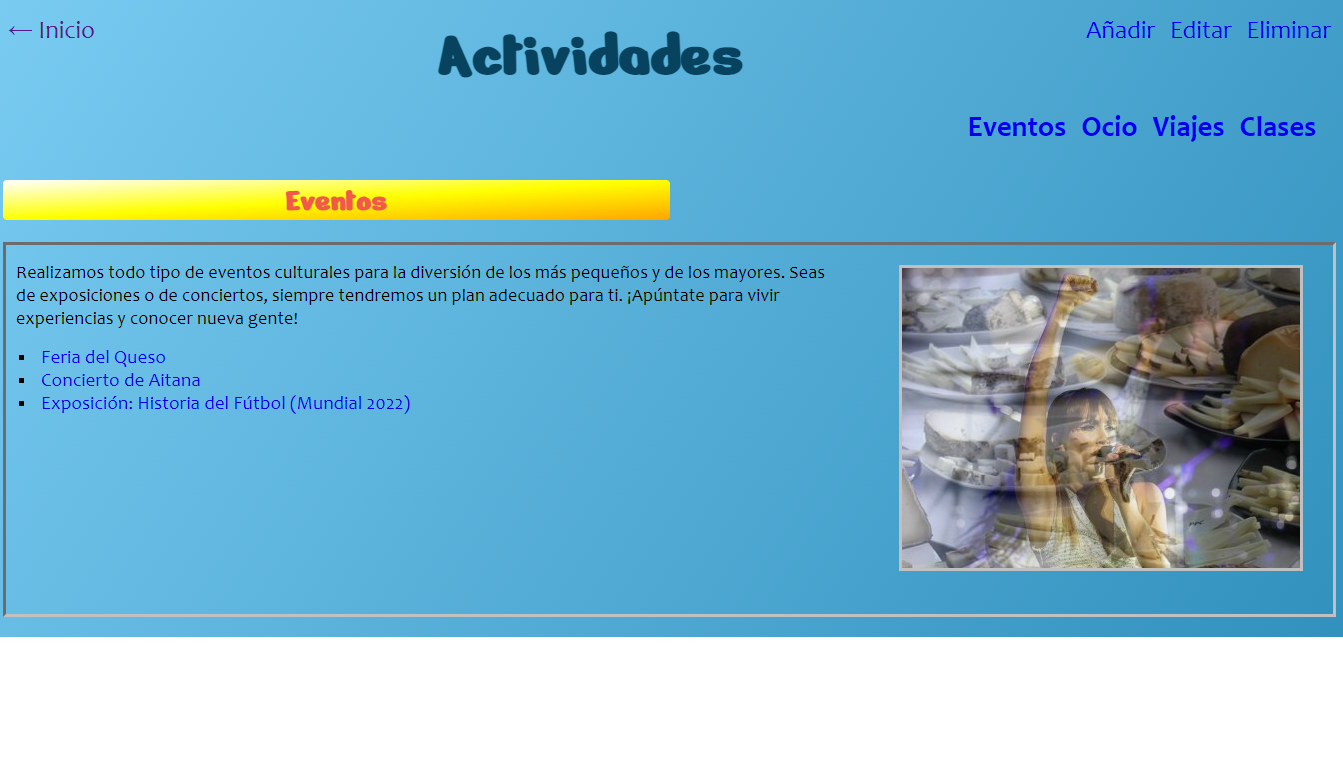 ← Inicio
Actividades
Añadir Editar Eliminar
Eventos Ocio Viajes Clases
Eventos
Realizamos todo tipo de eventos culturales para la diversión de los más pequeños y de los mayores. Seas
de exposiciones o de conciertos, siempre tendremos un plan adecuado para ti. ¡Apúntate para vivir
experiencias y conocer nueva gente!
▪ Feria del Queso
▪ Concierto de Aitana
▪ Exposición: Historia del Fútbol (Mundial 2022)